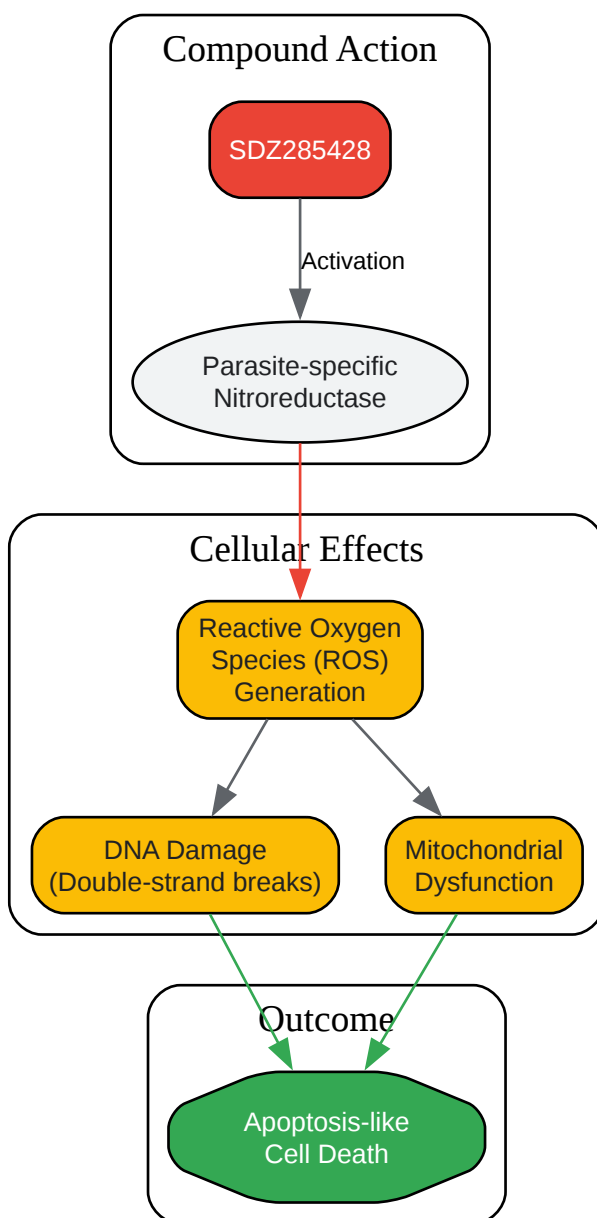 Compound Action
SDZ285428
Activation
Parasite-specific
Nitroreductase
Cellular Effects
Reactive Oxygen
Species (ROS)
Generation
DNA Damage
(Double-strand breaks)
Mitochondrial
Dysfunction
Outcome
Apoptosis-like
Cell Death